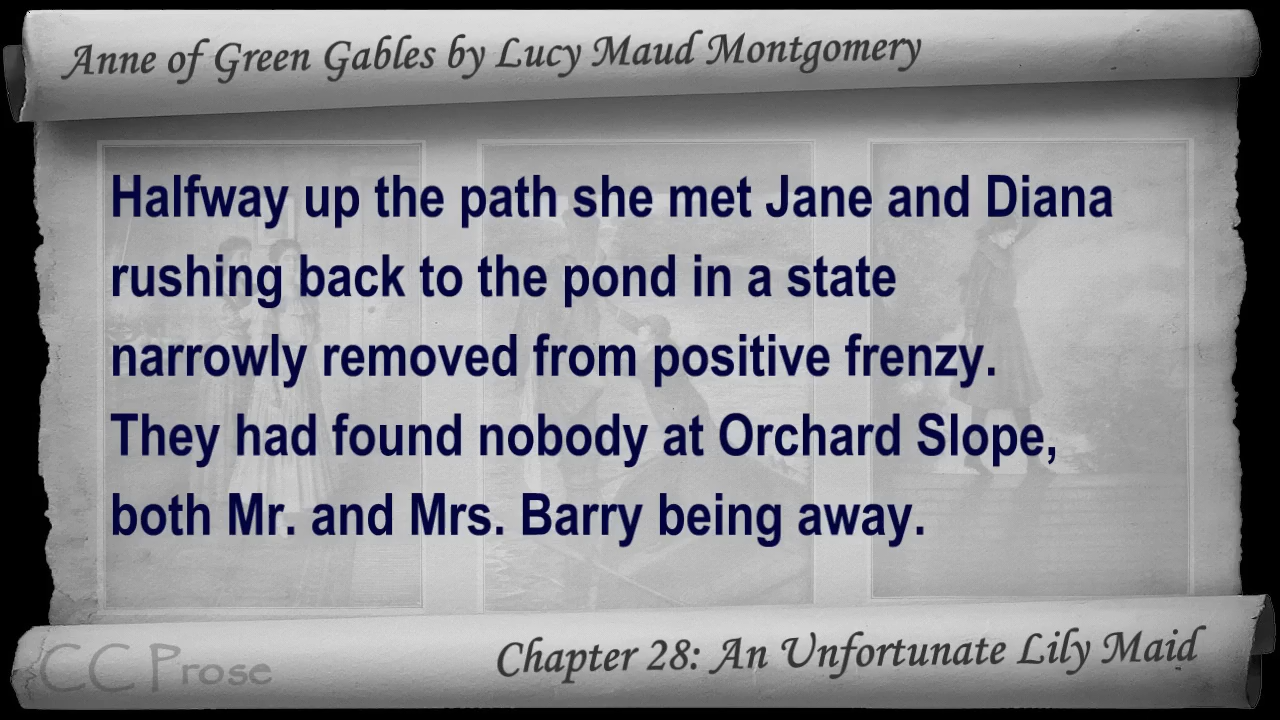 Anne of Green Gables by Lucy Maud Montgomery
Halfway up the path she met Jane and Diana
rushing back to the pond in a state
narrowly removed from positive frenzy.
They had found nobody at Orchard Slope,
both Mr. and Mrs. Barry being away.
CC Prose
Chapter 28: An Unfortunate Lily Maid